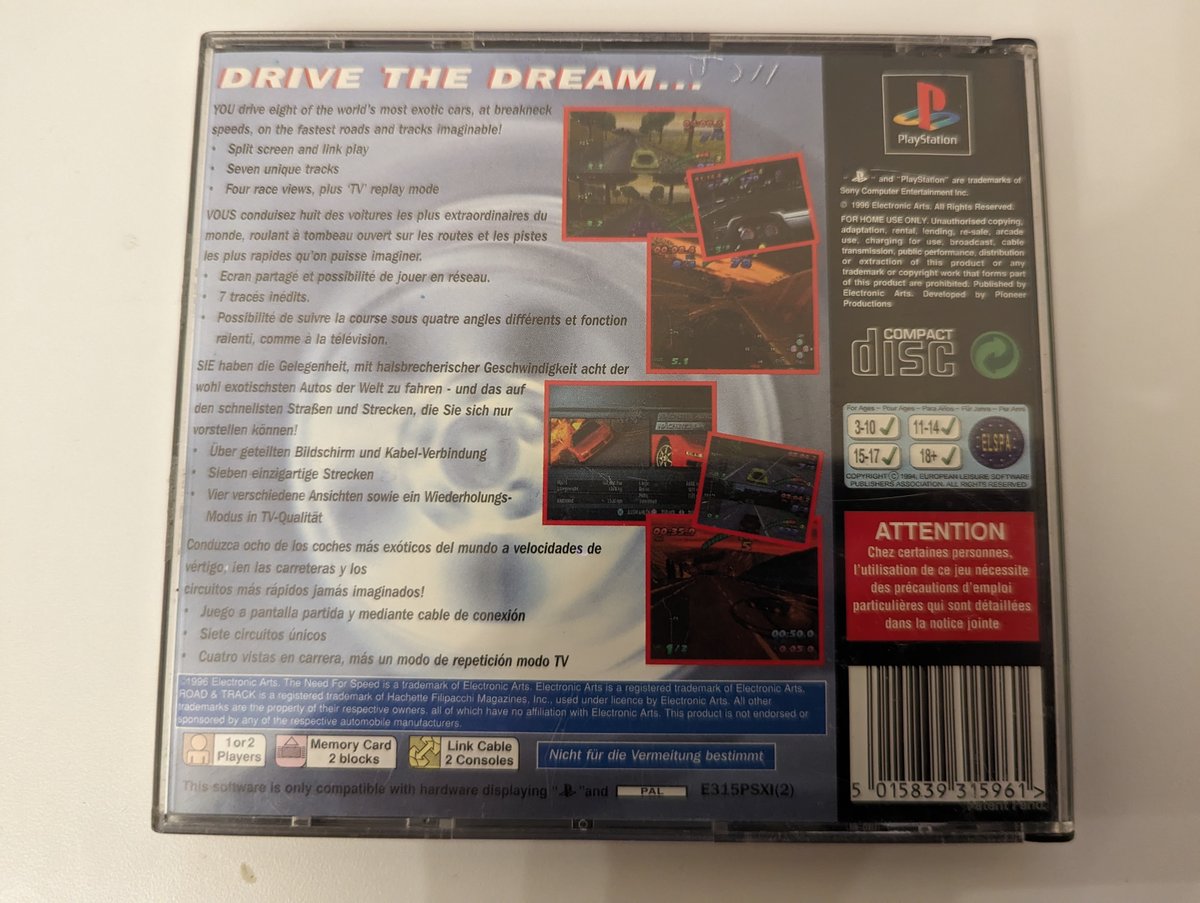 DRIVE THE DREAM...
YOU drive eight of the world's most exotic cars, at breakneck
speeds, on the fastest roads and tracks imaginable!
• Split screen and link play
• Seven unique tracks
• Four race views, plus 'TV' replay mode
VOUS conduisez huit des voitures les plus extraordinaires du
monde, roulant à tombeau ouvert sur les routes et les pistes
les plus rapides qu'on puisse imaginer.
• Ecran partagé et possibilité de jouer en réseau.
• 7 tracés inédits.
• Possibilité de suivre la course sous quatre angles différents et fonction
ralenti, comme à la télévision.
SIE haben die Gelegenheit, mit halsbrecherischer Geschwindigkeit acht der
wohl exotischsten Autos der Welt zu fahren - und das auf
den schnellsten Straßen und Strecken, die Sie sich nur
vorstellen können!
• Über geteilten Bildschirm und Kabel-Verbindung
• Sieben einzigartige Strecken
• Vier verschiedene Ansichten sowie ein Wiederholungs-
Modus in TV-Qualität
Conduzca ocho de los coches más exóticos del mundo a velocidades de
vértigo, ¡en las carreteras y los
circuitos más rápidos jamás imaginados!
• Juego a pantalla partida y mediante cable de conexión
• Siete circuitos únicos
• Cuatro vistas en carrera, más un modo de repetición modo TV
1996 Electronic Arts. The Need For Speed is a trademark of Electronic Arts. Electronic Arts is a registered trademark of Electronic Arts.
ROAD & TRACK is a registered trademark of Hachette Filipacchi Magazines, Inc., used under licence by Electronic Arts. All other
trademarks are the property of their respective owners. all of which have no affiliation with Electronic Arts. This product is not endorsed or
sponsored by any of the respective automobile manufacturers.
1 or 2
Players
Memory Card
2 blocks
Link Cable
2 Consoles
Nicht für die Vermeitung bestimmt
This software is only compatible with hardware displaying " " and PAL E315PSXI(2)
PlayStation
" " and "PlayStation" are trademarks of
Sony Computer Entertainment Inc.
© 1996 Electronic Arts. All Rights Reserved.
FOR HOME USE ONLY. Unauthorised copying,
adaptation, rental, lending, re-sale, arcade
use, charging for use, broadcast, cable
transmission, public performance, distribution
or extraction of this product or any
trademark or copyright work that forms part
of this product are prohibited. Published by
Electronic Arts. Developed by Pioneer
Productions
COMPACT
disc
For Ages – Pour Ages – Para Años – Für Jahre – Per Anni
3-10 ✓ 11-14 ✓
15-17 ✓ 18+ ✓
ELSPA
COPYRIGHT © 1994, EUROPEAN LEISURE SOFTWARE
PUBLISHERS ASSOCIATION. ALL RIGHTS RESERVED
ATTENTION
Chez certaines personnes,
l'utilisation de ce jeu nécessite
des précautions d'emploi
particulières qui sont détaillées
dans la notice jointe
5 015839 315961 >
Patent Pend.
5.1
00:35.0
00:50.0
0:05.0
1/2